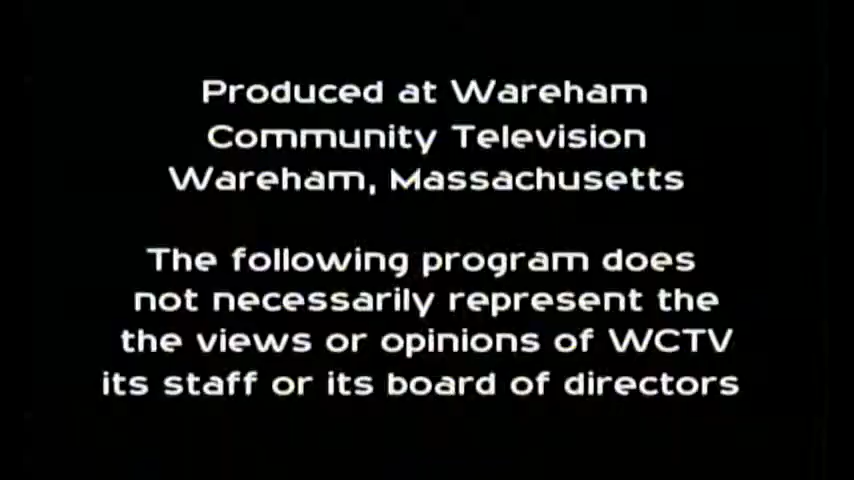 Produced at Wareham
Community Television
Wareham, Massachusetts
The following program does
not necessarily represent the
the views or opinions of WCTV
its staff or its board of directors